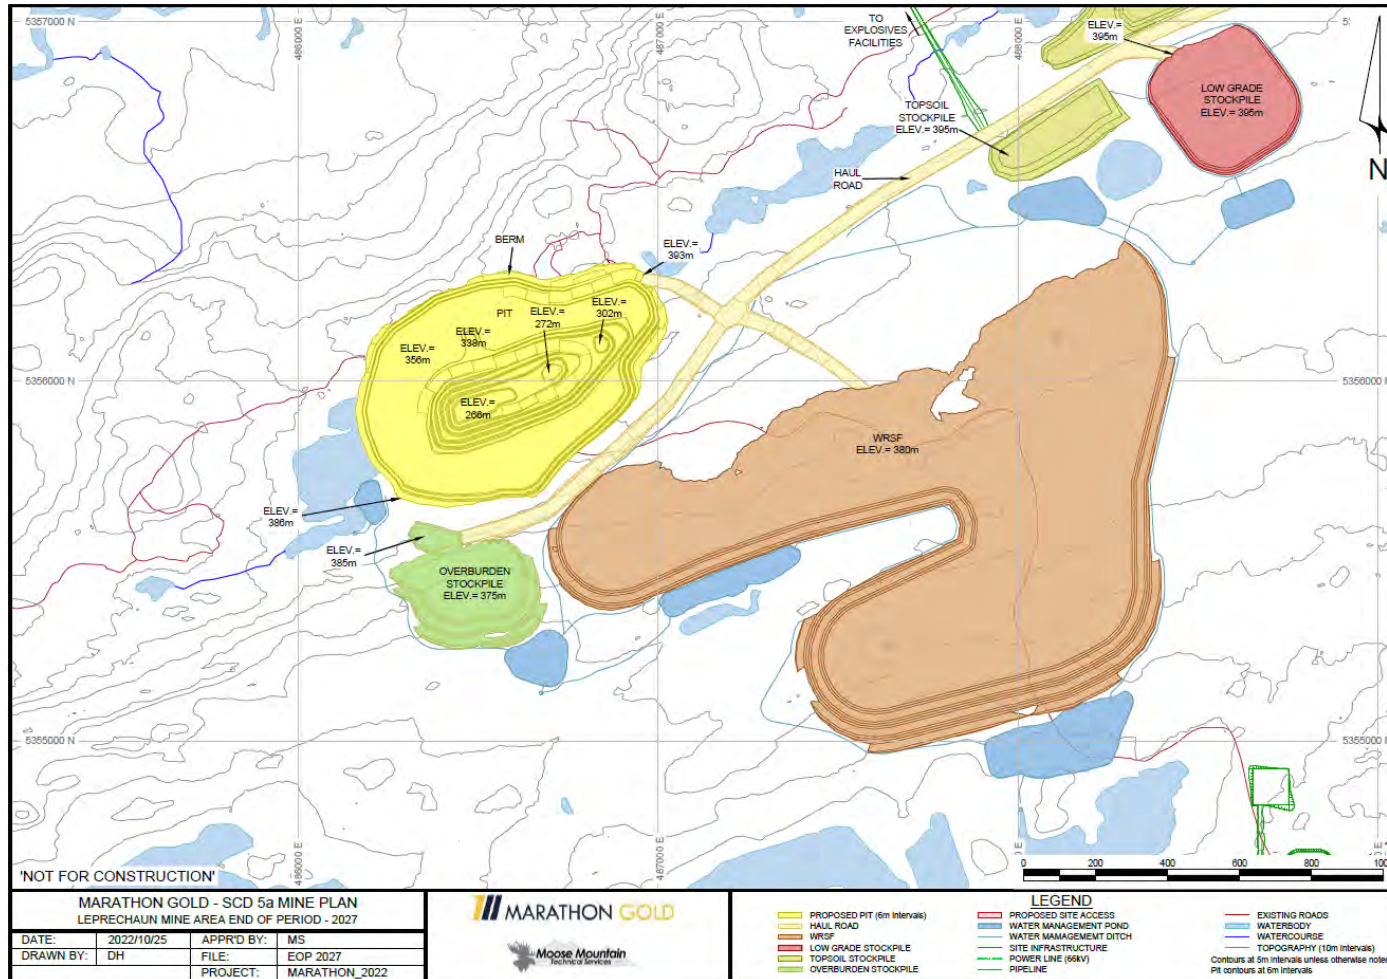 5357000 N
486000 E
487000 E
488000 E
TO
EXPLOSIVES
FACILITIES
ELEV.=
395m
LOW GRADE
STOCKPILE
ELEV.= 395m
TOPSOIL
STOCKPILE
ELEV.= 395m
N
HAUL
ROAD
BERM
ELEV.=
393m
PIT
ELEV.=
272m
ELEV.=
302m
ELEV.=
338m
ELEV.=
356m
5356000 N
5356000 N
ELEV.=
266m
WRSF
ELEV.= 380m
ELEV.=
386m
ELEV.=
385m
OVERBURDEN
STOCKPILE
ELEV.= 375m
5355000 N
5355000 N
486000 E
487000 E
0 200 400 600 800 100
'NOT FOR CONSTRUCTION'
MARATHON GOLD - SCD 5a MINE PLAN
LEPRECHAUN MINE AREA END OF PERIOD - 2027
DATE: 2022/10/25 APPR'D BY: MS
DRAWN BY: DH FILE: EOP 2027
PROJECT: MARATHON_2022
MARATHON GOLD
Moose Mountain
Technical Services
LEGEND
PROPOSED PIT (6m Intervals)
HAUL ROAD
WRSF
LOW GRADE STOCKPILE
TOPSOIL STOCKPILE
OVERBURDEN STOCKPILE
PROPOSED SITE ACCESS
WATER MANAGEMENT POND
WATER MAMAGEMENT DITCH
SITE INFRASTRUCTURE
POWER LINE (66kV)
PIPELINE
EXISTING ROADS
WATERBODY
WATERCOURSE
TOPOGRAPHY (10m Intervals)
Contours at 5m Intervals unless otherwise noted
Pit contours at 6m Intervals